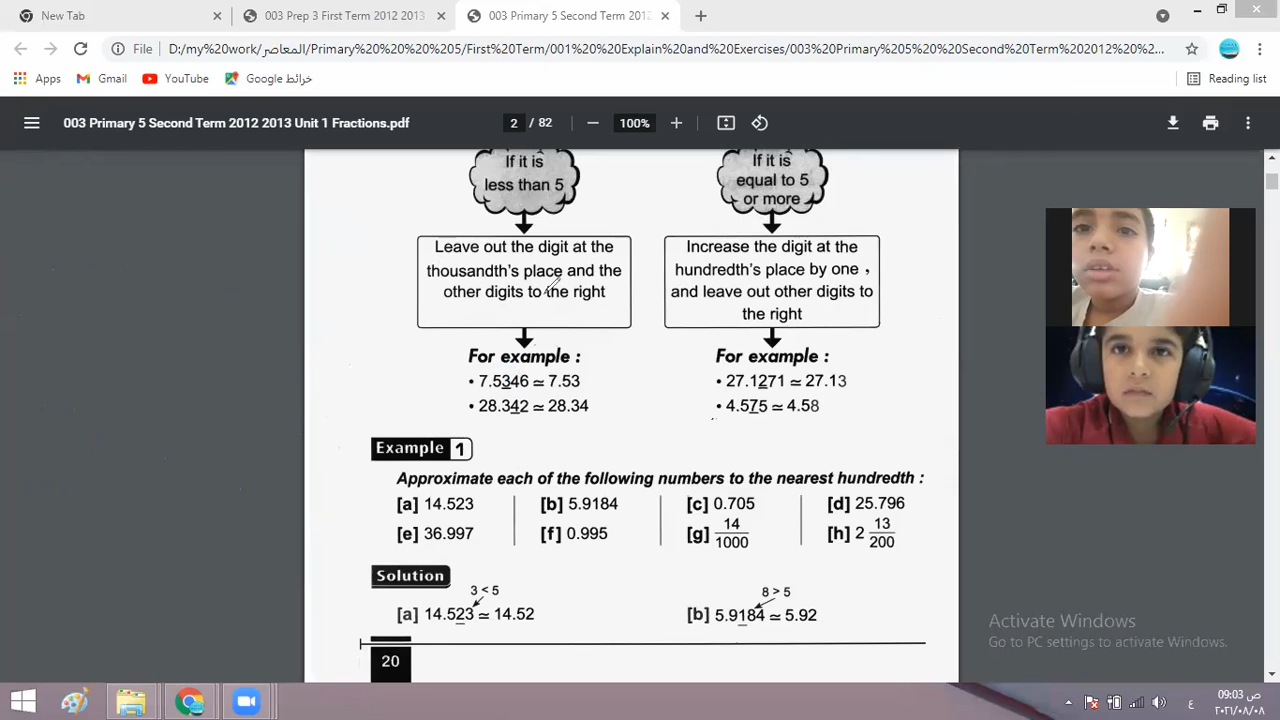 New Tab
003 Prep 3 First Term 2012 2013
003 Primary 5 Second Term 2012
File
D:/my work/المعاصر/Primary%20%20%205/First%20Term/001%20%20Explain and%20Exercises/003%20Primary%205%20%20Second%20Term%202012%20%2...
Apps
Gmail
YouTube
خرائط Google
Reading list
003 Primary 5 Second Term 2012 2013 Unit 1 Fractions.pdf
2 / 82
100%
If it is
less than 5
If it is
equal to 5
or more
Leave out the digit at the
thousandth's place and the
other digits to the right
Increase the digit at the
hundredth's place by one ,
and leave out other digits to
the right
For example :
• 7.5346 ≃ 7.53
• 28.342 ≃ 28.34
For example :
• 27.1271 ≃ 27.13
• 4.575 ≃ 4.58
Example 1
Approximate each of the following numbers to the nearest hundredth :
[a] 14.523 [b] 5.9184 [c] 0.705 [d] 25.796
[e] 36.997 [f] 0.995 [g] 14/1000 [h] 2 13/200
Solution
3 < 5
[a] 14.523 ≃ 14.52
8 > 5
[b] 5.9184 ≃ 5.92
20
Activate Windows
Go to PC settings to activate Windows.
ع
09:03 ص
٢٠٢١/٠٨/٠٨